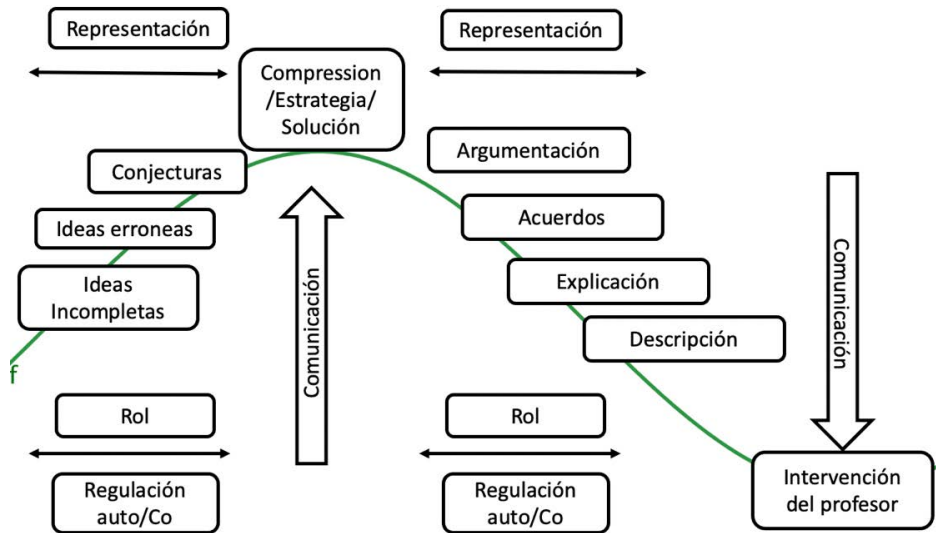 Representación
Representación
Compression
/Estrategia/
Solución
Conjecturas
Argumentación
Ideas erroneas
Acuerdos
Ideas
Incompletas
Explicación
Descripción
Comunicación
Comunicación
f
Rol
Rol
Regulación
auto/Co
Regulación
auto/Co
Intervención
del profesor